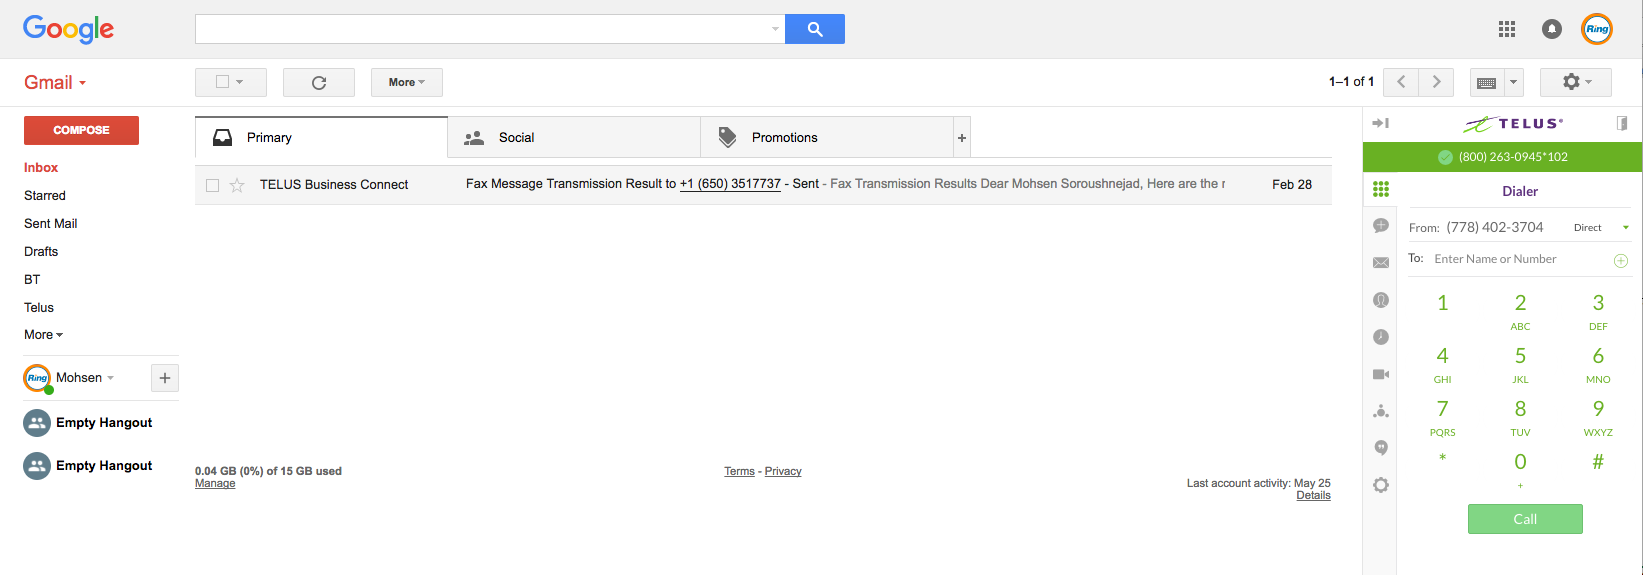 Google
Ring
Gmail
More
1–1 of 1
COMPOSE
Primary
Social
Promotions
+
TELUS Business Connect
Fax Message Transmission Result to +1 (650) 3517737 - Sent - Fax Transmission Results Dear Mohsen Soroushnejad, Here are the r
Feb 28
Inbox
Starred
Sent Mail
Drafts
BT
Telus
More
Ring
Mohsen
+
Empty Hangout
Empty Hangout
0.04 GB (0%) of 15 GB used
Manage
Terms - Privacy
Last account activity: May 25
Details
TELUS®
(800) 263-0945*102
Dialer
From: (778) 402-3704 Direct
To: Enter Name or Number
1 2 3
ABC DEF
4 5 6
GHI JKL MNO
7 8 9
PQRS TUV WXYZ
* 0 #
+
Call